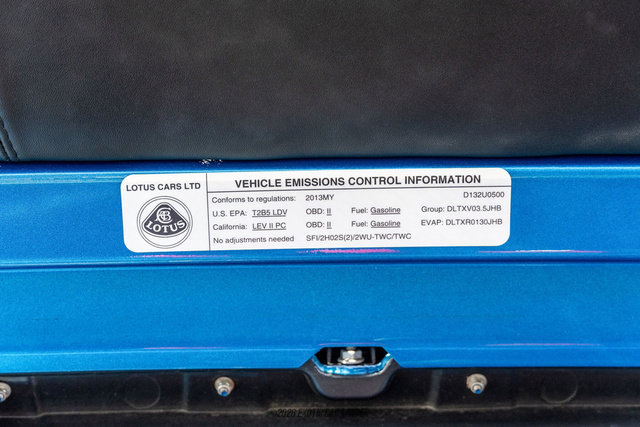 LOTUS CARS LTD
LOTUS
VEHICLE EMISSIONS CONTROL INFORMATION
Conforms to regulations: 2013MY D132U0500
U.S. EPA: T2B5 LDV OBD: II Fuel: Gasoline Group: DLTXV03.5JHB
California: LEV II PC OBD: II Fuel: Gasoline EVAP: DLTXR0130JHB
No adjustments needed SFI/2HO2S(2)/2WU-TWC/TWC